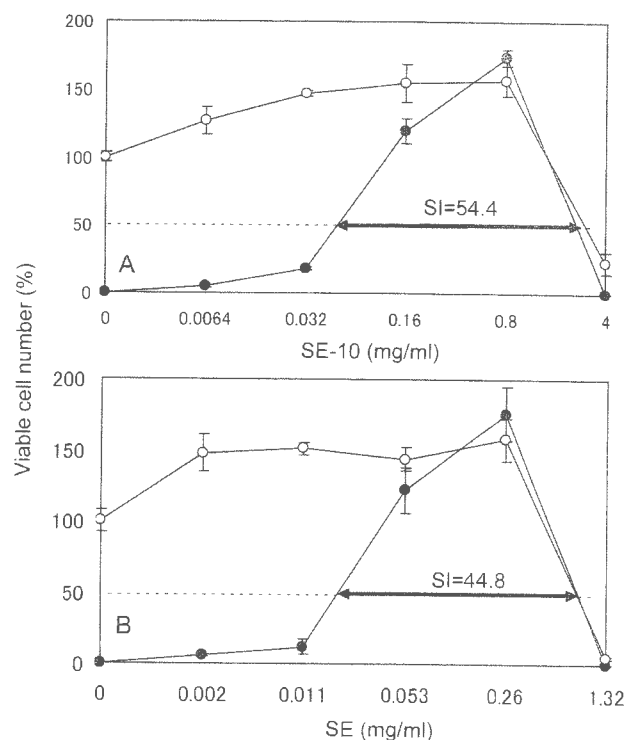 200
150
100
50
0
SI=54.4
A
0 0.0064 0.032 0.16 0.8 4
SE-10 (mg/ml)
Viable cell number (%)
200
150
100
50
0
SI=44.8
B
0 0.002 0.011 0.053 0.26 1.32
SE (mg/ml)